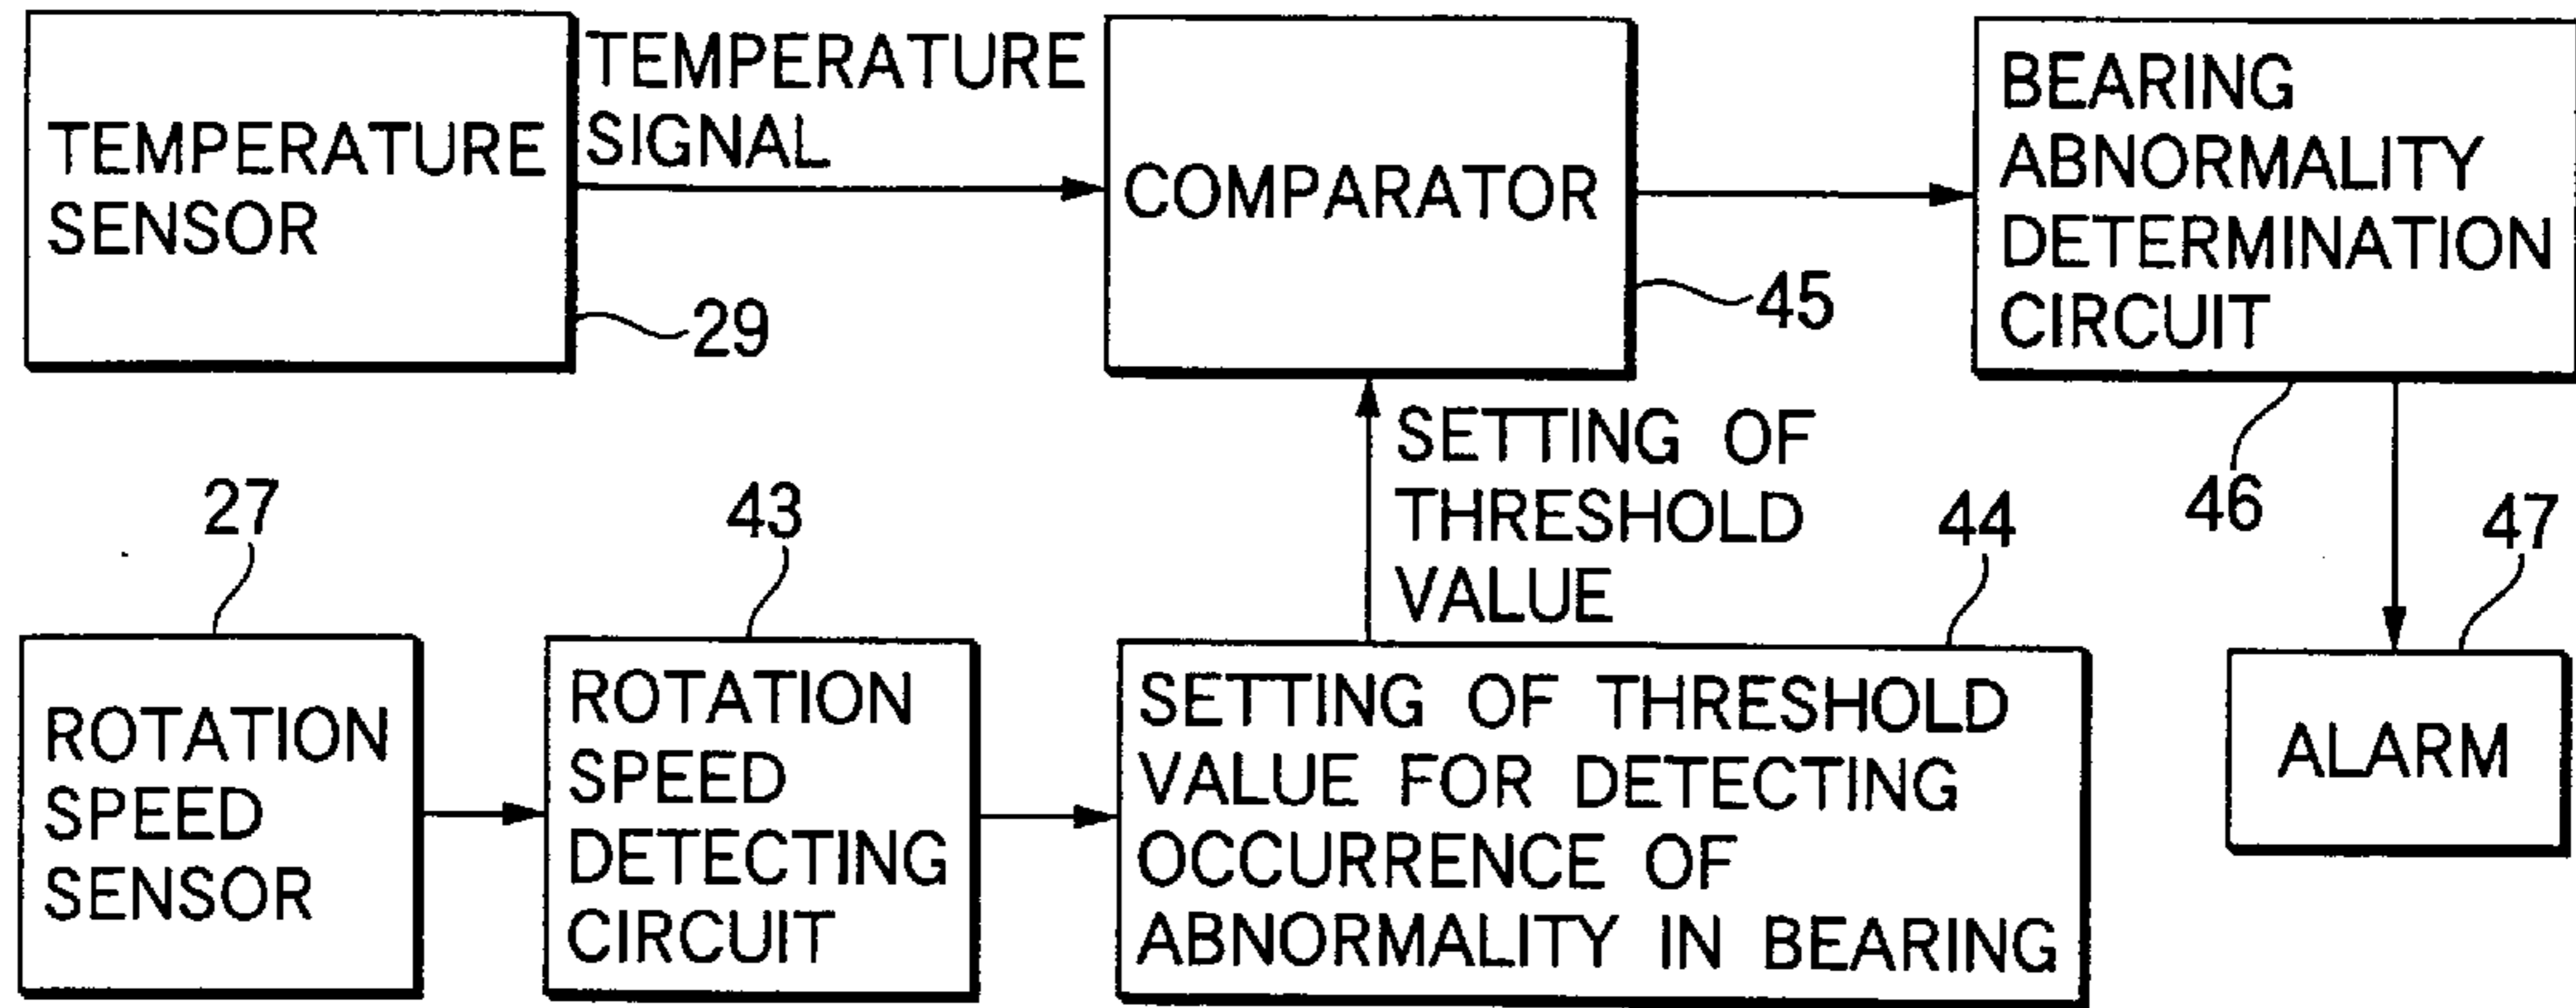 TEMPERATURE
SENSOR
29
TEMPERATURE
SIGNAL
COMPARATOR
45
BEARING
ABNORMALITY
DETERMINATION
CIRCUIT
46
SETTING OF
THRESHOLD
VALUE
27
ROTATION
SPEED
SENSOR
43
ROTATION
SPEED
DETECTING
CIRCUIT
44
SETTING OF THRESHOLD
VALUE FOR DETECTING
OCCURRENCE OF
ABNORMALITY IN BEARING
47
ALARM